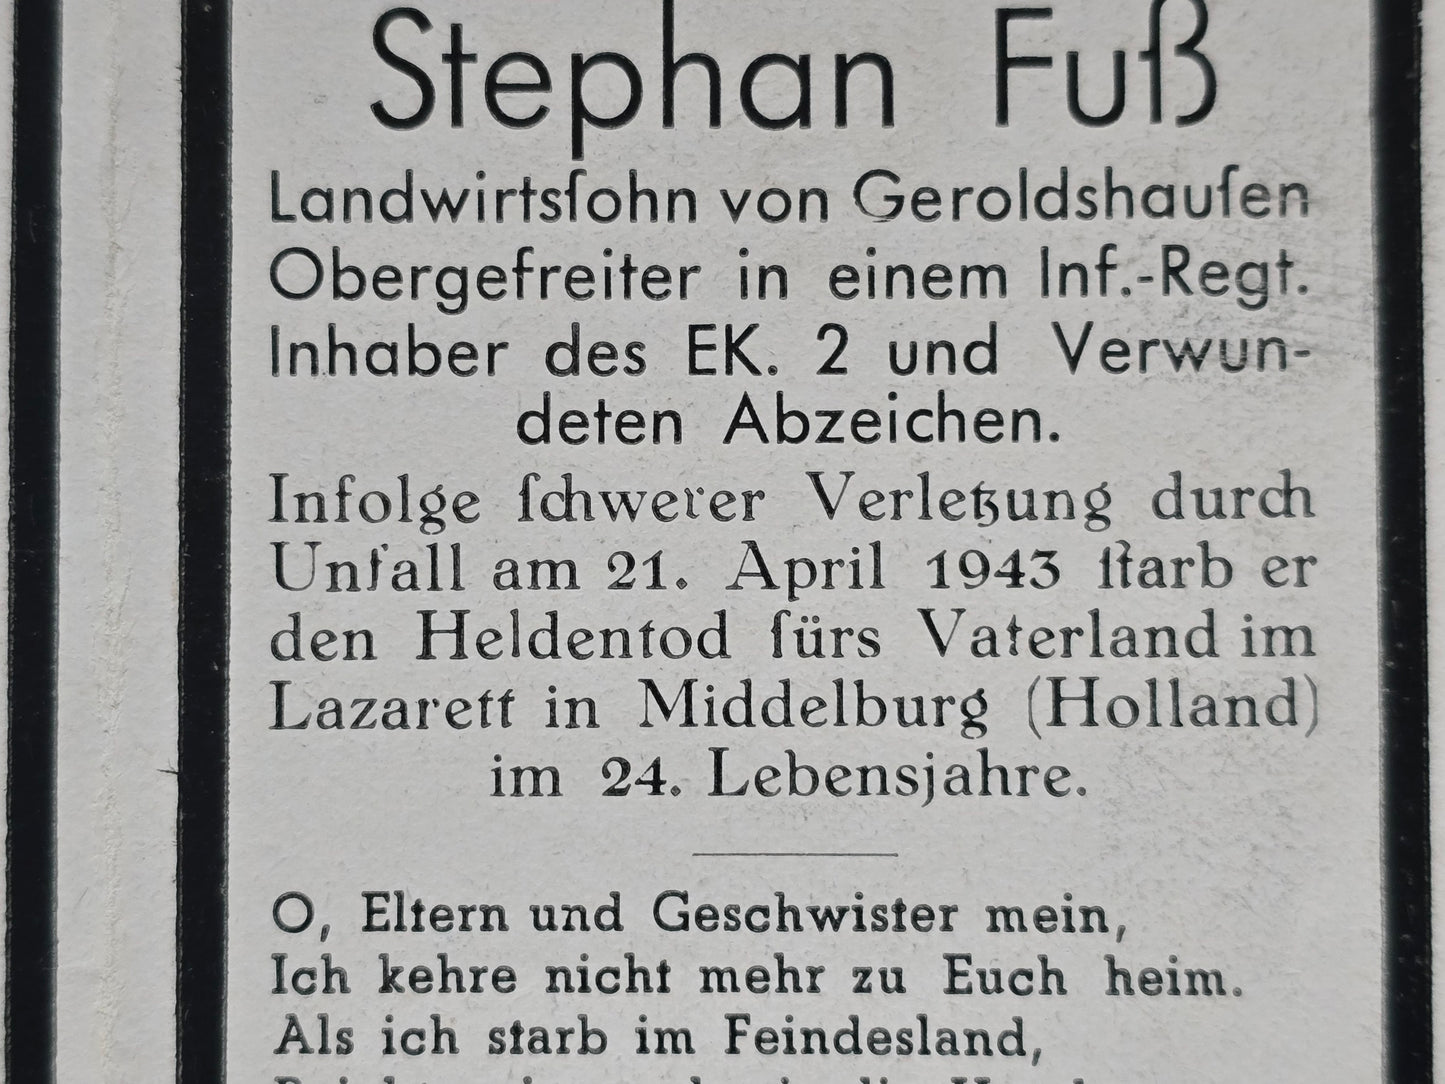 Stephan Fuß
Landwirtsſohn von Geroldshauſen
Obergefreiter in einem Inf.-Regt.
Inhaber des EK. 2 und Verwun-
deten Abzeichen.
Infolge ſchwerer Verletzung durch
Unfall am 21. April 1943 ſtarb er
den Heldentod fürs Vaterland im
Lazarett in Middelburg (Holland)
im 24. Lebensjahre.
O, Eltern und Geschwister mein,
Ich kehre nicht mehr zu Euch heim.
Als ich starb im Feindesland,